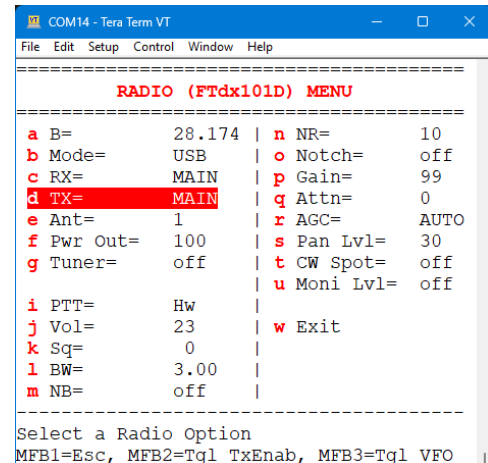 COM14 - Tera Term VT
File Edit Setup Control Window Help
========================================
RADIO (FTdx101D) MENU
========================================
a B= 28.174 | n NR= 10
b Mode= USB | o Notch= off
c RX= MAIN | p Gain= 99
d TX= MAIN | q Attn= 0
e Ant= 1 | r AGC= AUTO
f Pwr Out= 100 | s Pan Lvl= 30
g Tuner= off | t CW Spot= off
| u Moni Lvl= off
i PTT= Hw |
j Vol= 23 | w Exit
k Sq= 0 |
l BW= 3.00 |
m NB= off |
----------------------------------------
Select a Radio Option
MFB1=Esc, MFB2=Tgl TxEnab, MFB3=Tgl VFO